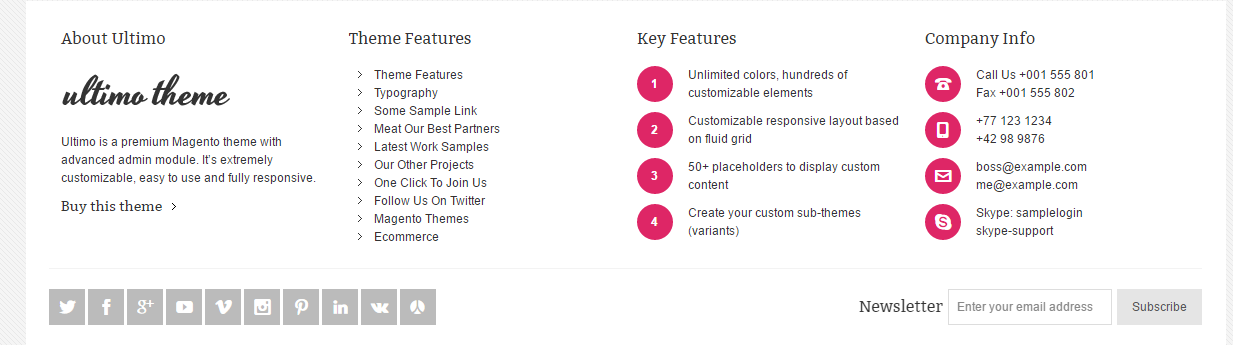 About Ultimo
ultimo theme
Ultimo is a premium Magento theme with
advanced admin module. It's extremely
customizable, easy to use and fully responsive.
Buy this theme
Theme Features
Theme Features
Typography
Some Sample Link
Meat Our Best Partners
Latest Work Samples
Our Other Projects
One Click To Join Us
Follow Us On Twitter
Magento Themes
Ecommerce
Key Features
1
Unlimited colors, hundreds of
customizable elements
2
Customizable responsive layout based
on fluid grid
3
50+ placeholders to display custom
content
4
Create your custom sub-themes
(variants)
Company Info
Call Us +001 555 801
Fax +001 555 802
+77 123 1234
+42 98 9876
boss@example.com
me@example.com
Skype: samplelogin
skype-support
Newsletter
Enter your email address
Subscribe